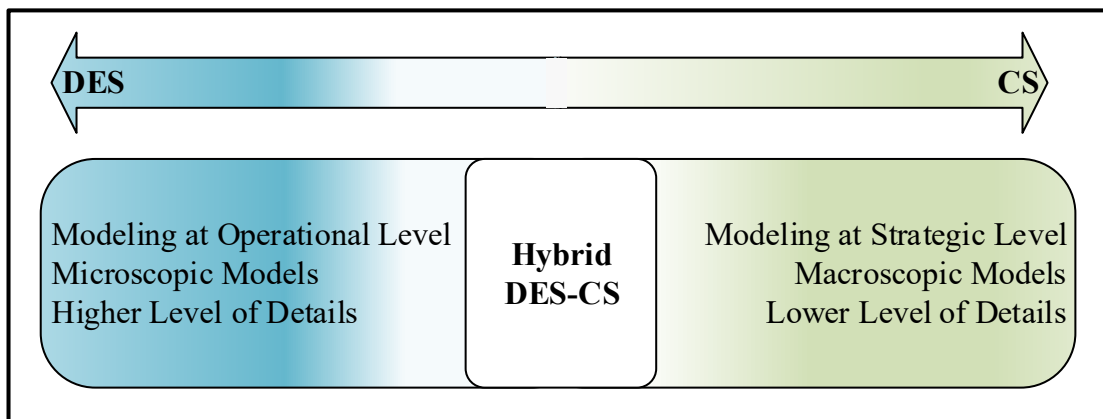 DES
CS
Modeling at Operational Level
Microscopic Models
Higher Level of Details
Hybrid
DES-CS
Modeling at Strategic Level
Macroscopic Models
Lower Level of Details